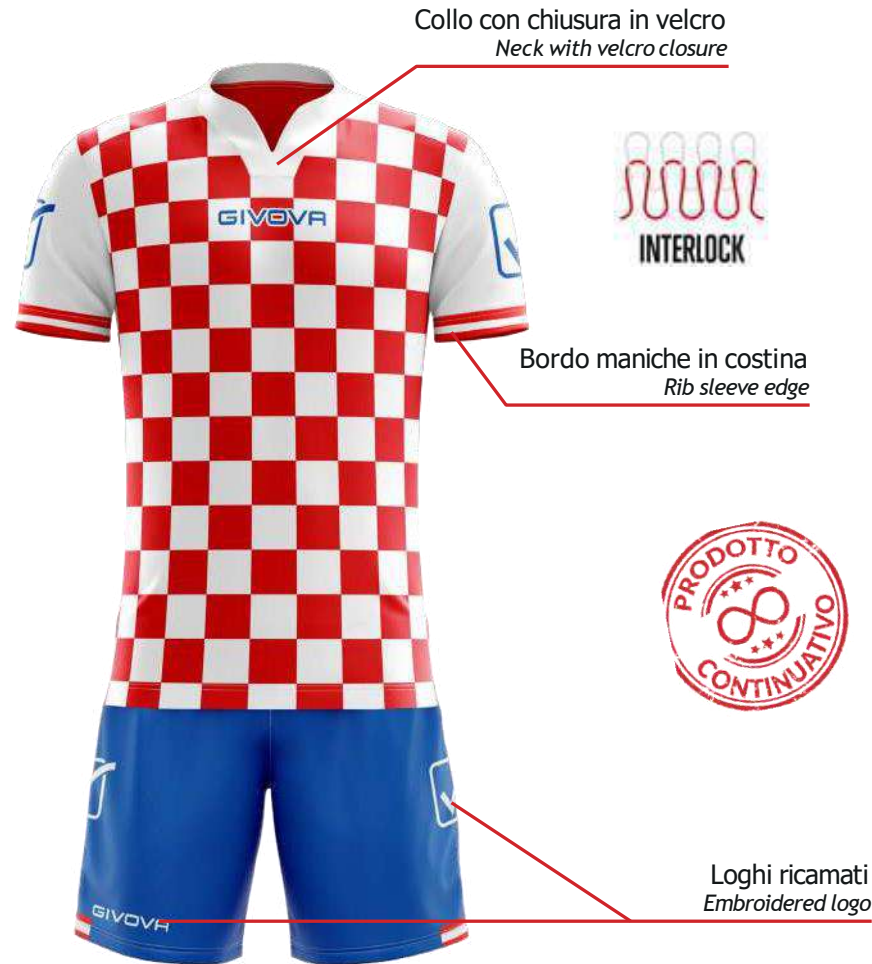 Collo con chiusura in velcro
Neck with velcro closure
GIVOVA
INTERLOCK
Bordo maniche in costina
Rib sleeve edge
PRODOTTO
CONTINUATIVO
Loghi ricamati
Embroidered logo
GIVOVA